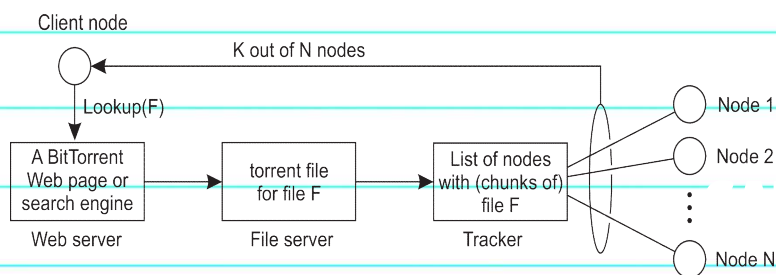 Client node
K out of N nodes
Lookup(F)
Node 1
A BitTorrent
Web page or
search engine
torrent file
for file F
List of nodes
with (chunks of)
file F
Node 2
Web server
File server
Tracker
Node N